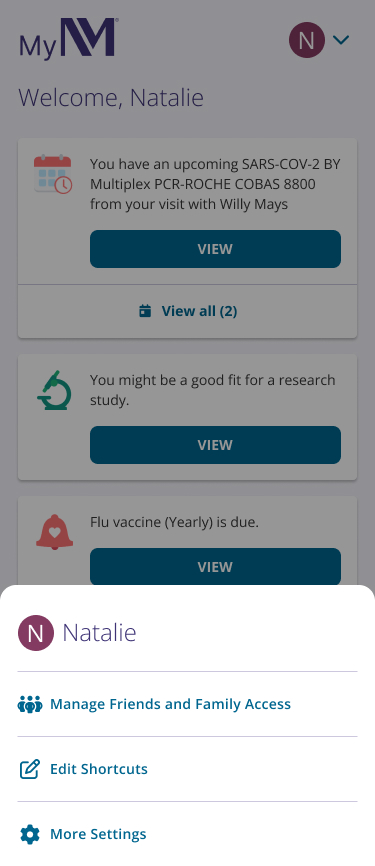 MyNM
N
Welcome, Natalie
You have an upcoming SARS-COV-2 BY
Multiplex PCR-ROCHE COBAS 8800
from your visit with Willy Mays
VIEW
View all (2)
You might be a good fit for a research
study.
VIEW
Flu vaccine (Yearly) is due.
VIEW
N Natalie
Manage Friends and Family Access
Edit Shortcuts
More Settings